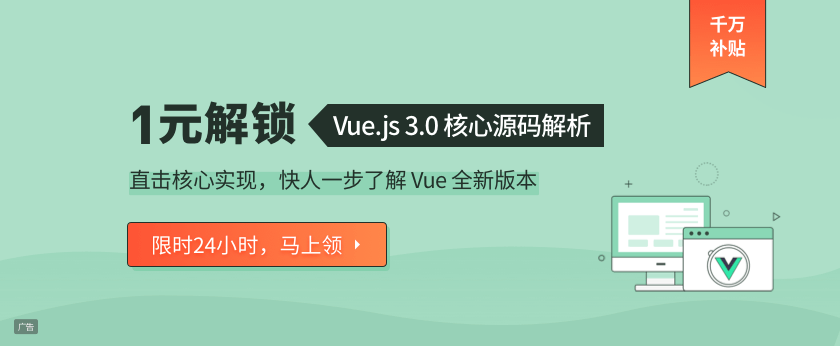 千万
补贴
1元解锁
Vue.js 3.0 核心源码解析
直击核心实现，快人一步了解 Vue 全新版本
限时24小时，马上领
广告